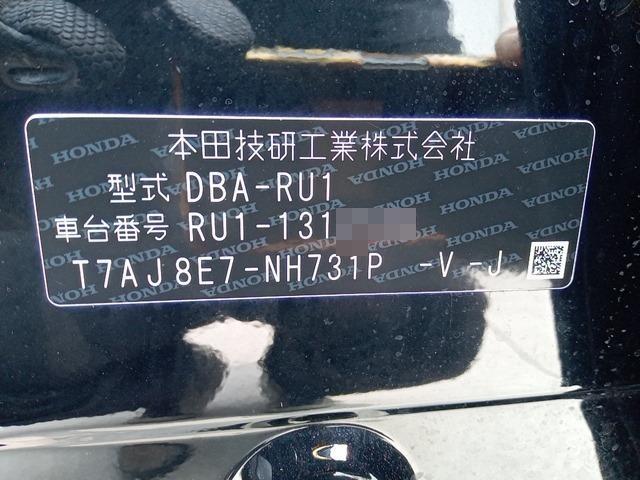 本田技研工業株式会社
型式 DBA-RU1
車台番号 RU1-131
T7AJ8E7-NH731P -V-J